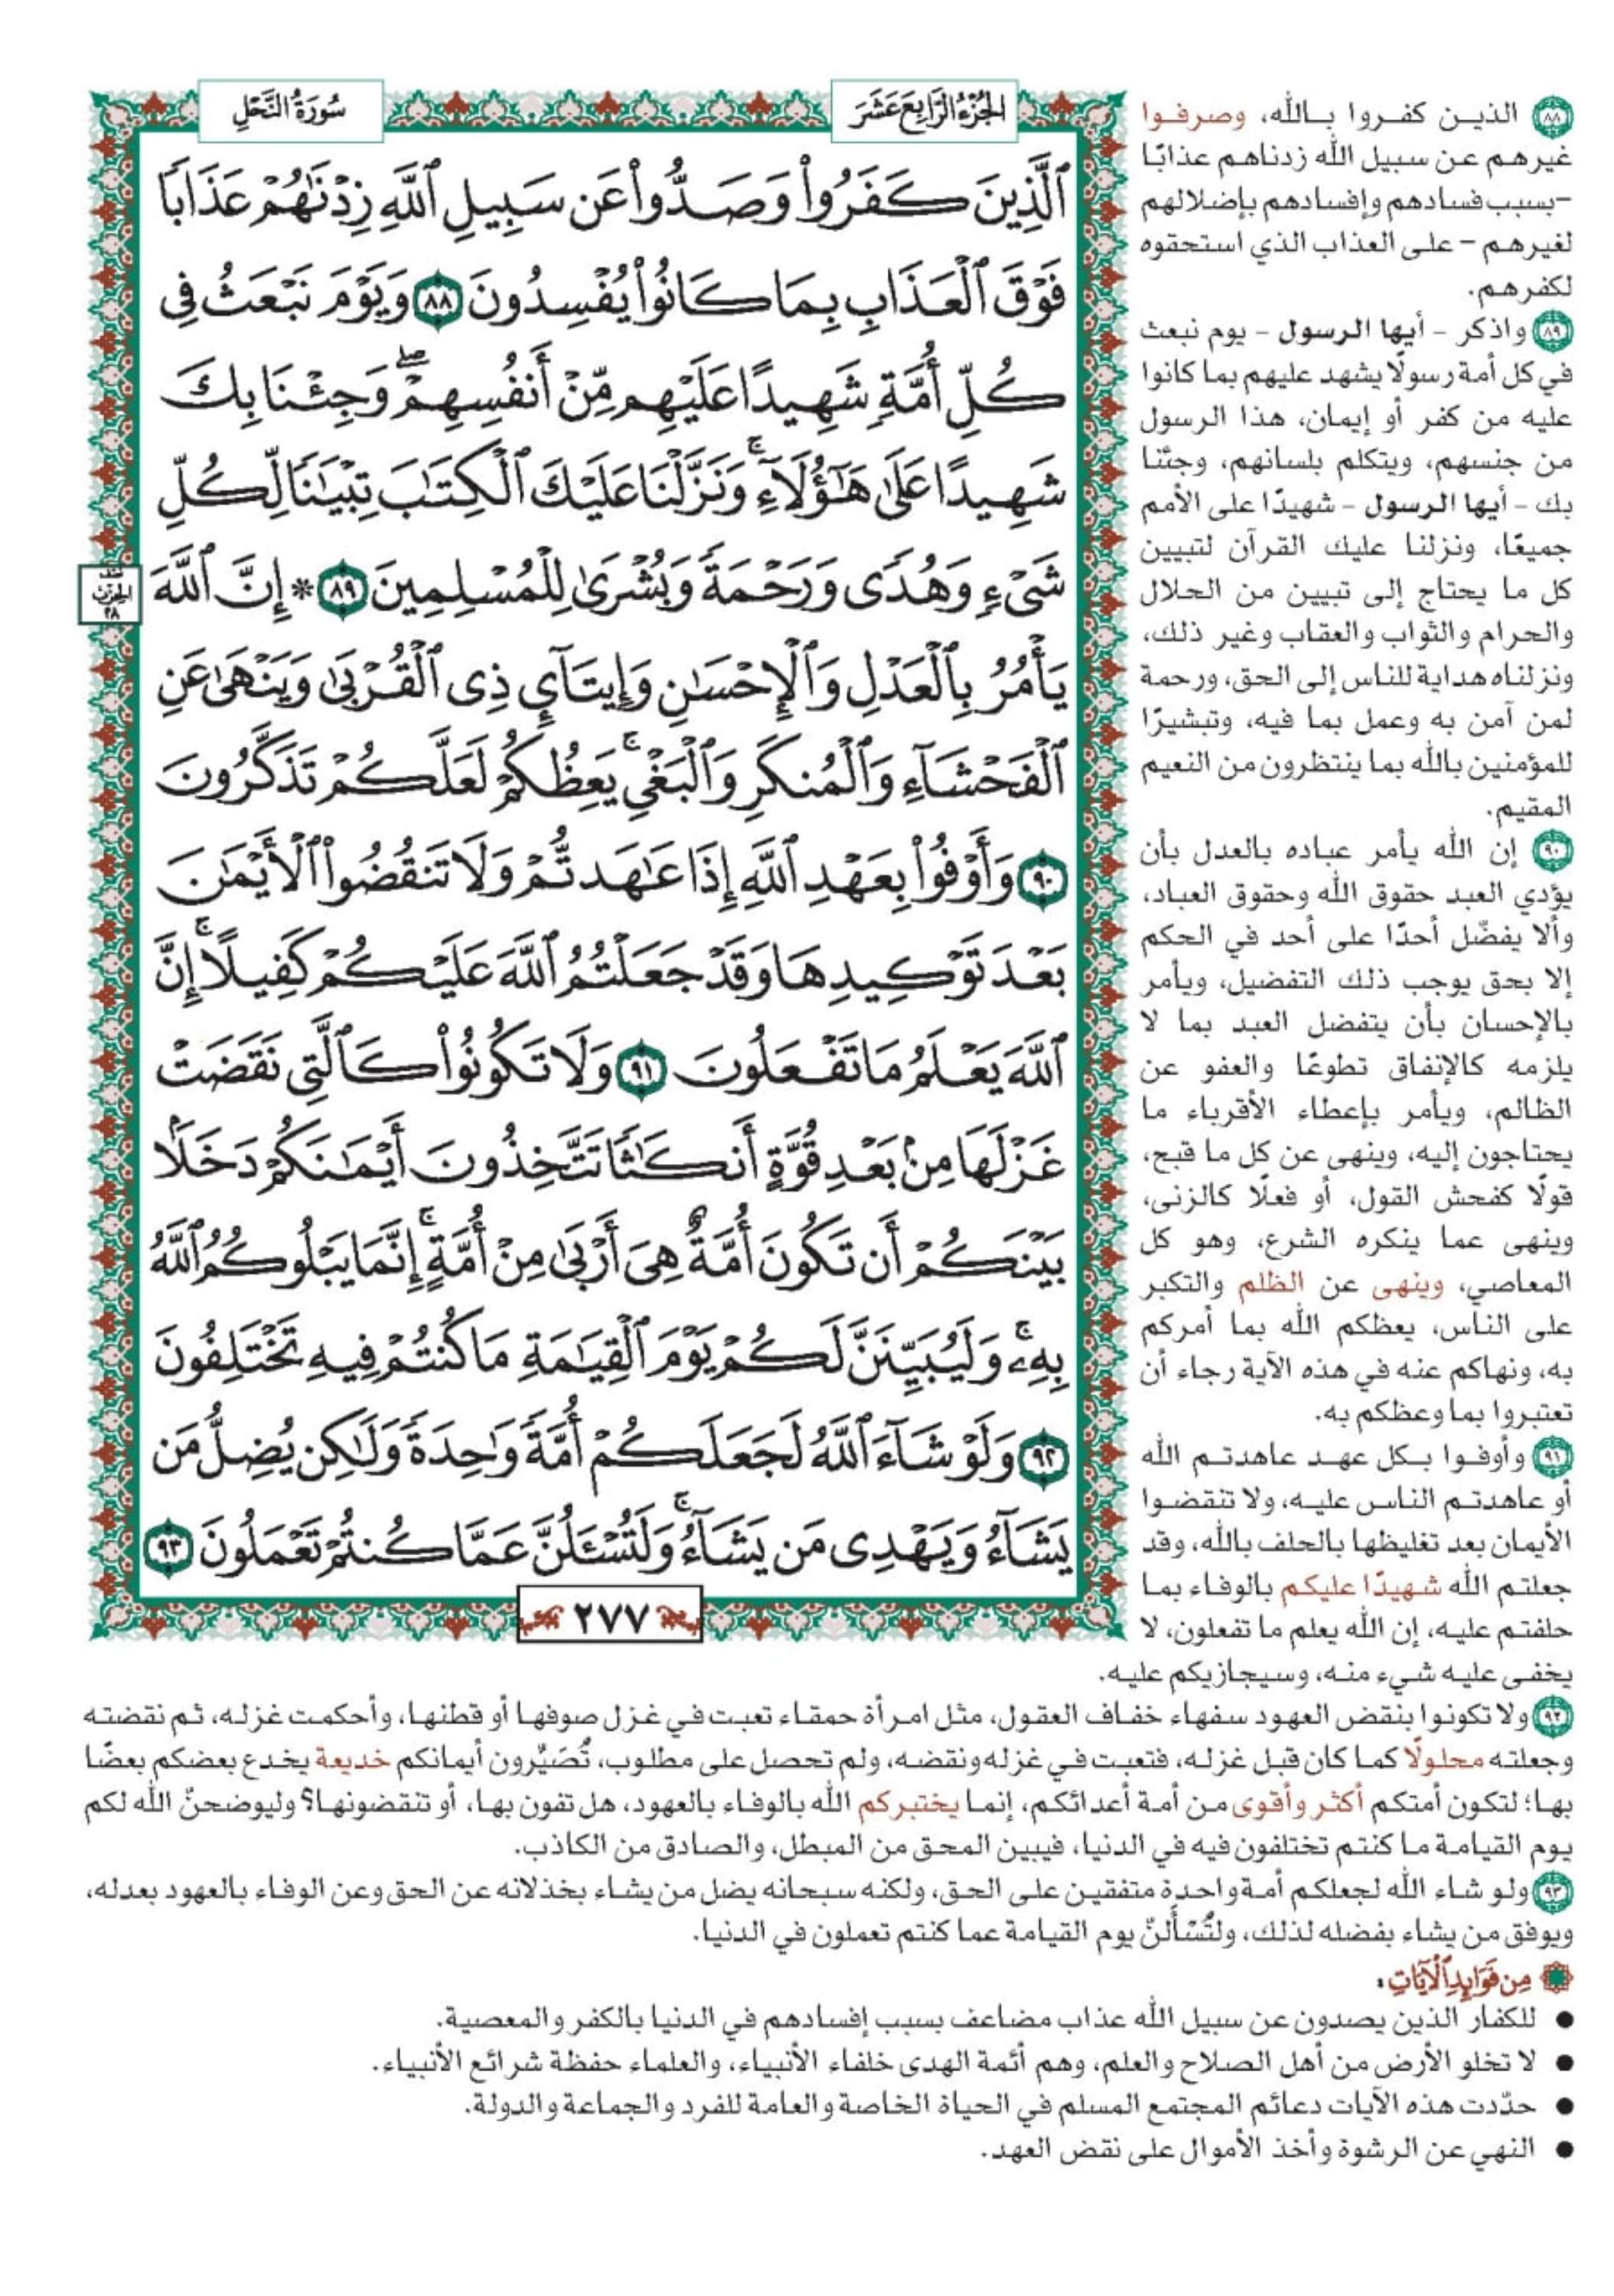 الجُزْءُ الرَّابِعَ عَشَرَ
سُورَةُ النَّحْلِ
ٱلَّذِينَ كَفَرُواْ وَصَدُّواْ عَن سَبِيلِ ٱللَّهِ زِدْنَٰهُمْ عَذَابًا
فَوْقَ ٱلْعَذَابِ بِمَا كَانُواْ يُفْسِدُونَ ٨٨ وَيَوْمَ نَبْعَثُ فِى
كُلِّ أُمَّةٍ شَهِيدًا عَلَيْهِم مِّنْ أَنفُسِهِمْۖ وَجِئْنَا بِكَ
شَهِيدًا عَلَىٰ هَٰٓؤُلَآءِۚ وَنَزَّلْنَا عَلَيْكَ ٱلْكِتَٰبَ تِبْيَٰنًا لِّكُلِّ
شَىْءٍ وَهُدًى وَرَحْمَةً وَبُشْرَىٰ لِلْمُسْلِمِينَ ٨٩ * إِنَّ ٱللَّهَ
الحزب ٢٨
يَأْمُرُ بِٱلْعَدْلِ وَٱلْإِحْسَٰنِ وَإِيتَآيِٕ ذِى ٱلْقُرْبَىٰ وَيَنْهَىٰ عَنِ
ٱلْفَحْشَآءِ وَٱلْمُنكَرِ وَٱلْبَغْىِۚ يَعِظُكُمْ لَعَلَّكُمْ تَذَكَّرُونَ
٩٠ وَأَوْفُواْ بِعَهْدِ ٱللَّهِ إِذَا عَٰهَدتُّمْ وَلَا تَنقُضُواْ ٱلْأَيْمَٰنَ
بَعْدَ تَوْكِيدِهَا وَقَدْ جَعَلْتُمُ ٱللَّهَ عَلَيْكُمْ كَفِيلًاۚ إِنَّ
ٱللَّهَ يَعْلَمُ مَا تَفْعَلُونَ ٩١ وَلَا تَكُونُواْ كَٱلَّتِى نَقَضَتْ
غَزْلَهَا مِنۢ بَعْدِ قُوَّةٍ أَنكَٰثًا تَتَّخِذُونَ أَيْمَٰنَكُمْ دَخَلًۢا
بَيْنَكُمْ أَن تَكُونَ أُمَّةٌ هِىَ أَرْبَىٰ مِنْ أُمَّةٍۚ إِنَّمَا يَبْلُوكُمُ ٱللَّهُ
بِهِۦۚ وَلَيُبَيِّنَنَّ لَكُمْ يَوْمَ ٱلْقِيَٰمَةِ مَا كُنتُمْ فِيهِ تَخْتَلِفُونَ
٩٢ وَلَوْ شَآءَ ٱللَّهُ لَجَعَلَكُمْ أُمَّةً وَٰحِدَةً وَلَٰكِن يُضِلُّ مَن
يَشَآءُ وَيَهْدِى مَن يَشَآءُۚ وَلَتُسْـَٔلُنَّ عَمَّا كُنتُمْ تَعْمَلُونَ ٩٣
٢٧٧
٨٨ الذين كفروا بالله، وصرفوا
غيرهم عن سبيل الله زدناهم عذابًا
-بسبب فسادهم وإفسادهم بإضلالهم
لغيرهم - على العذاب الذي استحقوه
لكفرهم.
٨٩ واذكر - أيها الرسول - يوم نبعث
في كل أمة رسولًا يشهد عليهم بما كانوا
عليه من كفر أو إيمان، هذا الرسول
من جنسهم، ويتكلم بلسانهم، وجئنا
بك - أيها الرسول - شهيدًا على الأمم
جميعًا، ونزلنا عليك القرآن لتبيين
كل ما يحتاج إلى تبيين من الحلال
والحرام والثواب والعقاب وغير ذلك،
ونزلناه هداية للناس إلى الحق، ورحمة
لمن آمن به وعمل بما فيه، وتبشيرًا
للمؤمنين بالله بما ينتظرون من النعيم
المقيم.
٩٠ إن الله يأمر عباده بالعدل بأن
يؤدي العبد حقوق الله وحقوق العباد،
وألا يفضّل أحدًا على أحد في الحكم
إلا بحق يوجب ذلك التفضيل، ويأمر
بالإحسان بأن يتفضل العبد بما لا
يلزمه كالإنفاق تطوعًا والعفو عن
الظالم، ويأمر بإعطاء الأقرباء ما
يحتاجون إليه، وينهى عن كل ما قبح،
قولًا كفحش القول، أو فعلًا كالزنى،
وينهى عما ينكره الشرع، وهو كل
المعاصي، وينهى عن الظلم والتكبر
على الناس، يعظكم الله بما أمركم
به، ونهاكم عنه في هذه الآية رجاء أن
تعتبروا بما وعظكم به.
٩١ وأوفوا بكل عهد عاهدتم الله
أو عاهدتم الناس عليه، ولا تنقضوا
الأيمان بعد تغليظها بالحلف بالله، وقد
جعلتم الله شهيدًا عليكم بالوفاء بما
حلفتم عليه، إن الله يعلم ما تفعلون، لا
يخفى عليه شيء منه، وسيجازيكم عليه.
٩٢ ولا تكونوا بنقض العهود سفهاء خفاف العقول، مثل امرأة حمقاء تعبت في غزل صوفها أو قطنها، وأحكمت غزله، ثم نقضته
وجعلته محلولًا كما كان قبل غزله، فتعبت في غزله ونقضه، ولم تحصل على مطلوب، تُصَيِّرون أيمانكم خديعة يخدع بعضكم بعضًا
بها؛ لتكون أمتكم أكثر وأقوى من أمة أعدائكم، إنما يختبركم الله بالوفاء بالعهود، هل تفون بها، أو تنقضونها؟ وليوضحنّ الله لكم
يوم القيامة ما كنتم تختلفون فيه في الدنيا، فيبين المحق من المبطل، والصادق من الكاذب.
٩٣ ولو شاء الله لجعلكم أمة واحدة متفقين على الحق، ولكنه سبحانه يضل من يشاء بخذلانه عن الحق وعن الوفاء بالعهود بعدله،
ويوفق من يشاء بفضله لذلك، ولتُسْألُنّ يوم القيامة عما كنتم تعملون في الدنيا.
مِن فَوَائِدِ الْآيَاتِ:
● للكفار الذين يصدون عن سبيل الله عذاب مضاعف بسبب إفسادهم في الدنيا بالكفر والمعصية.
● لا تخلو الأرض من أهل الصلاح والعلم، وهم أئمة الهدى خلفاء الأنبياء، والعلماء حفظة شرائع الأنبياء.
● حدّدت هذه الآيات دعائم المجتمع المسلم في الحياة الخاصة والعامة للفرد والجماعة والدولة.
● النهي عن الرشوة وأخذ الأموال على نقض العهد.